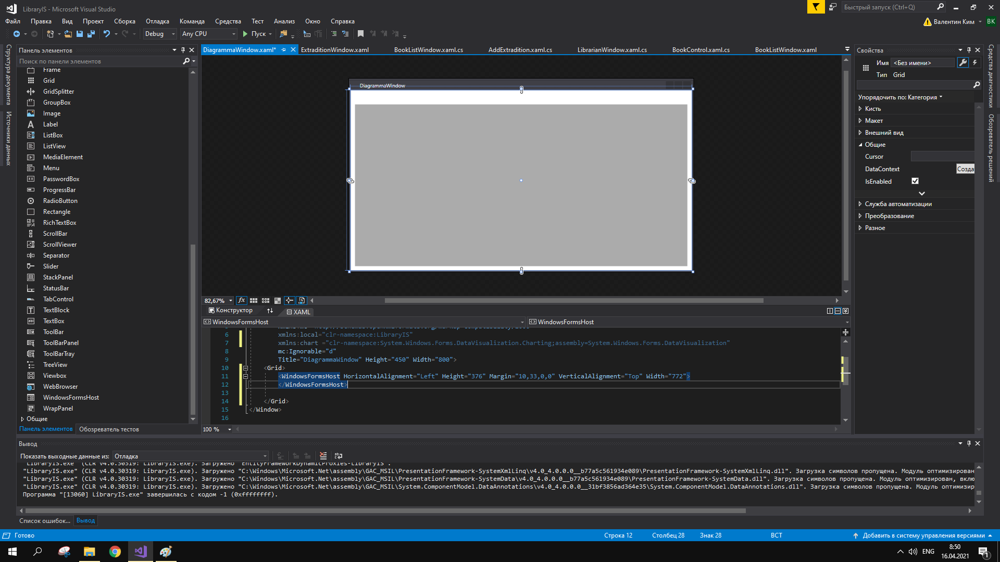 LibraryIS - Microsoft Visual Studio
Быстрый запуск (Ctrl+Q)
Файл Правка Вид Проект Сборка Отладка Команда Средства Тест Анализ Окно Справка
Валентин Ким ВК
Debug Any CPU Пуск
Структура документа
Источники данных
Панель элементов
Поиск по панели элементов
Frame
Grid
GridSplitter
GroupBox
Image
Label
ListBox
ListView
MediaElement
Menu
PasswordBox
ProgressBar
RadioButton
Rectangle
RichTextBox
ScrollBar
ScrollViewer
Separator
Slider
StackPanel
StatusBar
TabControl
TextBlock
TextBox
ToolBar
ToolBarPanel
ToolBarTray
TreeView
Viewbox
WebBrowser
WindowsFormsHost
WrapPanel
Общие
Панель элементов Обозреватель тестов
DiagrammaWindow.xaml* ExtraditionWindow.xaml BookListWindow.xaml.cs AddExtradition.xaml.cs LibrarianWindow.xaml.cs BookControl.xaml.cs BookListWindow.xaml
DiagrammaWindow
82,67%
Конструктор XAML
WindowsFormsHost WindowsFormsHost
6 xmlns:local="clr-namespace:LibraryIS"
7 xmlns:chart ="clr-namespace:System.Windows.Forms.DataVisualization.Charting;assembly=System.Windows.Forms.DataVisualization"
8 mc:Ignorable="d"
9 Title="DiagrammaWindow" Height="450" Width="800">
10 <Grid>
11 <WindowsFormsHost HorizontalAlignment="Left" Height="376" Margin="10,33,0,0" VerticalAlignment="Top" Width="772">
12 </WindowsFormsHost>
13
14 </Grid>
15 </Window>
16
100 %
Свойства
Имя <Без имени>
Тип Grid
Упорядочить по: Категория
Кисть
Макет
Внешний вид
Общие
Cursor
DataContext Созда
IsEnabled
Служба автоматизации
Преобразование
Разное
Средства диагностики
Обозреватель решений
Вывод
Показать выходные данные из: Отладка
"LibraryIS.exe" (CLR v4.0.30319: LibraryIS.exe). Загружено "EntityFrameworkDynamicProxies-LibraryIS".
"LibraryIS.exe" (CLR v4.0.30319: LibraryIS.exe). Загружено "C:\Windows\Microsoft.Net\assembly\GAC_MSIL\PresentationFramework-SystemXmlLinq\v4.0_4.0.0.0__b77a5c561934e089\PresentationFramework-SystemXmlLinq.dll". Загрузка символов пропущена. Модуль оптимирован
"LibraryIS.exe" (CLR v4.0.30319: LibraryIS.exe). Загружено "C:\Windows\Microsoft.Net\assembly\GAC_MSIL\PresentationFramework-SystemData\v4.0_4.0.0.0__b77a5c561934e089\PresentationFramework-SystemData.dll". Загрузка символов пропущена. Модуль оптимизирован, вклю
"LibraryIS.exe" (CLR v4.0.30319: LibraryIS.exe). Загружено "C:\Windows\Microsoft.Net\assembly\GAC_MSIL\System.ComponentModel.DataAnnotations\v4.0_4.0.0.0__31bf3856ad364e35\System.ComponentModel.DataAnnotations.dll". Загрузка символов пропущена. Модуль оптимизир
Программа "[13060] LibraryIS.exe" завершилась с кодом -1 (0xffffffff).
Список ошибок... Вывод
Готово Строка 12 Столбец 28 Знак 28 ВСТ Добавить в систему управления версиями
ENG
8:50
16.04.2021
1